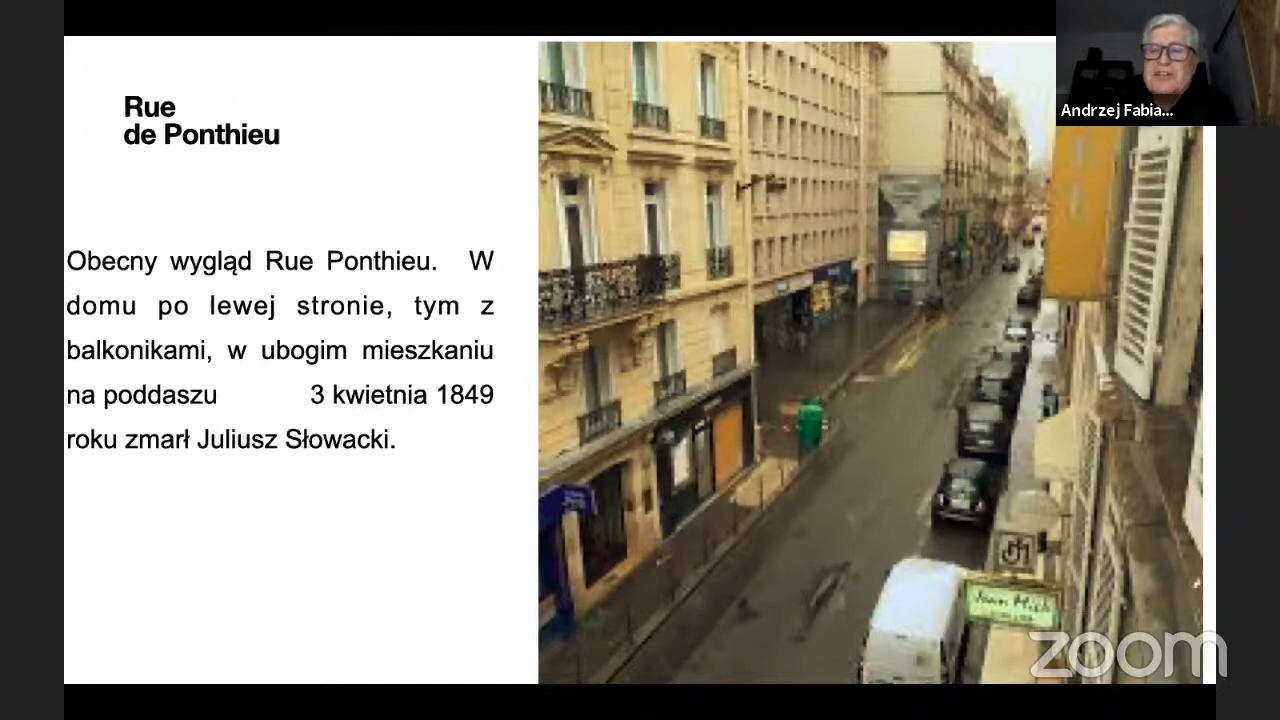 Rue
de Ponthieu
Obecny wygląd Rue Ponthieu. W
domu po lewej stronie, tym z
balkonikami, w ubogim mieszkaniu
na poddaszu 3 kwietnia 1849
roku zmarł Juliusz Słowacki.
Andrzej Fabia...
zoom